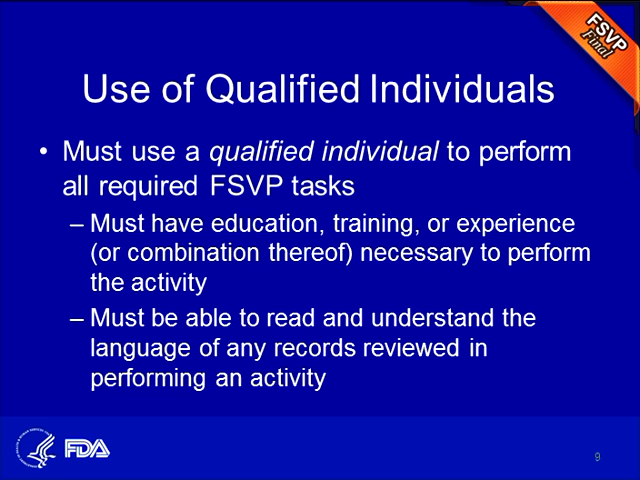 FSVP
Final
Use of Qualified Individuals
• Must use a qualified individual to perform
all required FSVP tasks
– Must have education, training, or experience
(or combination thereof) necessary to perform
the activity
– Must be able to read and understand the
language of any records reviewed in
performing an activity
FDA
9